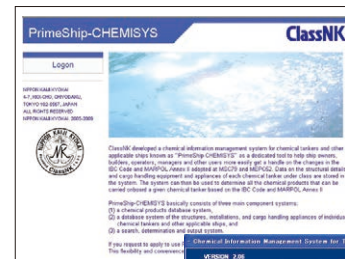 PrimeShip-CHEMISYS
ClassNK
Logon
NIPPON KAIJI KYOKAI
4-7, KIOI-CHO, CHIYODA-KU,
TOKYO 102-8567, JAPAN
ALL RIGHTS RESERVED
NIPPON KAIJI KYOKAI 2005-2009
ClassNK developed a chemical information management system for chemical tankers and other
applicable ships known as "PrimeShip-CHEMISYS" as a dedicated tool to help ship owners,
builders, operators, managers and other users more easily get a handle on the changes in the
IBC Code and MARPOL Annex II adopted at MSC79 and MEPC52. Data on the structural details
and cargo handling equipment and appliances of each chemical tanker under class are stored in
the system. The system can then be used to determine all the chemical products that can be
carried onboard a given chemical tanker based on the IBC Code and MARPOL Annex II
PrimeShip-CHEMISYS basically consists of three main component systems:
(1) a chemical products database system,
(2) a database system of the structures, installations, and cargo handling appliances of individual
chemical tankers and other applicable ships, and
(3) a search, determination and output system.
If you request to apply to use
This flexibility and convenience
Chemical Information Management System for T
VERSION 2.06